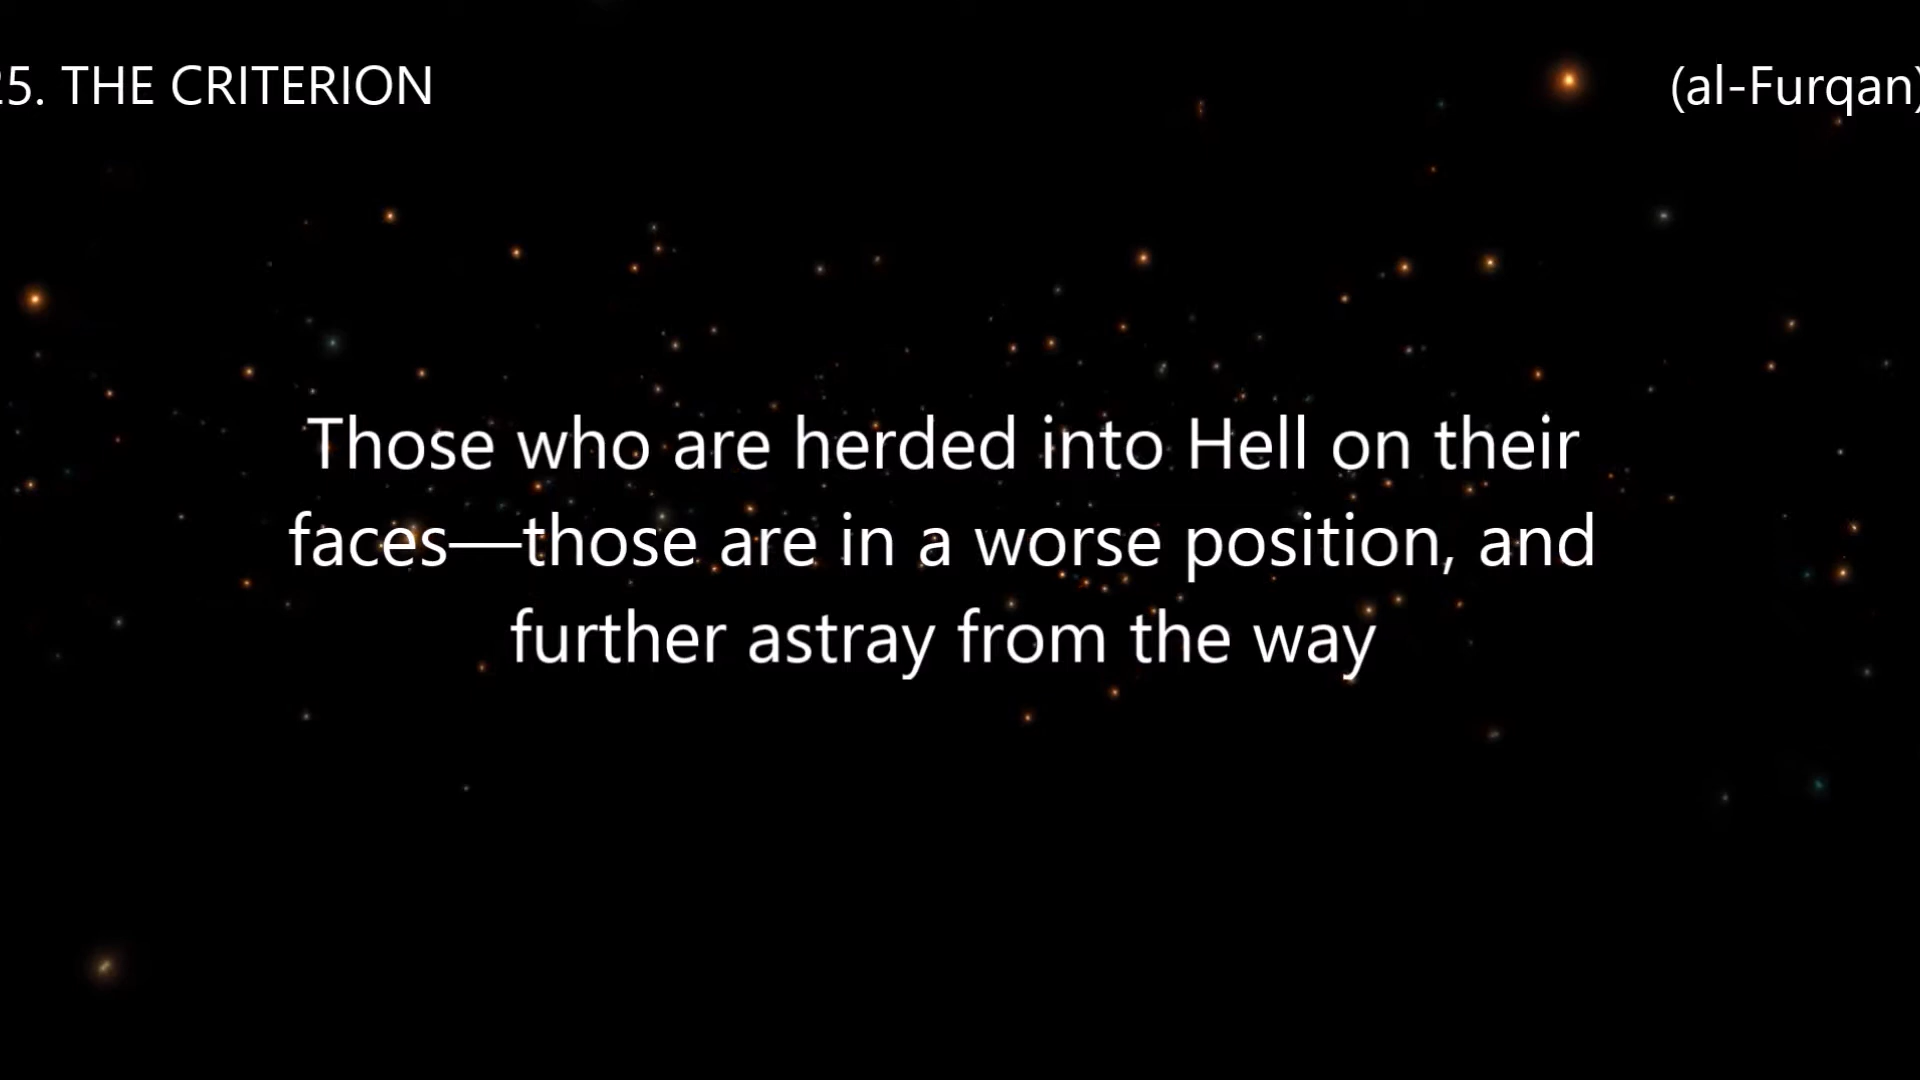 25. THE CRITERION (al-Furqan)
Those who are herded into Hell on their
faces—those are in a worse position, and
further astray from the way